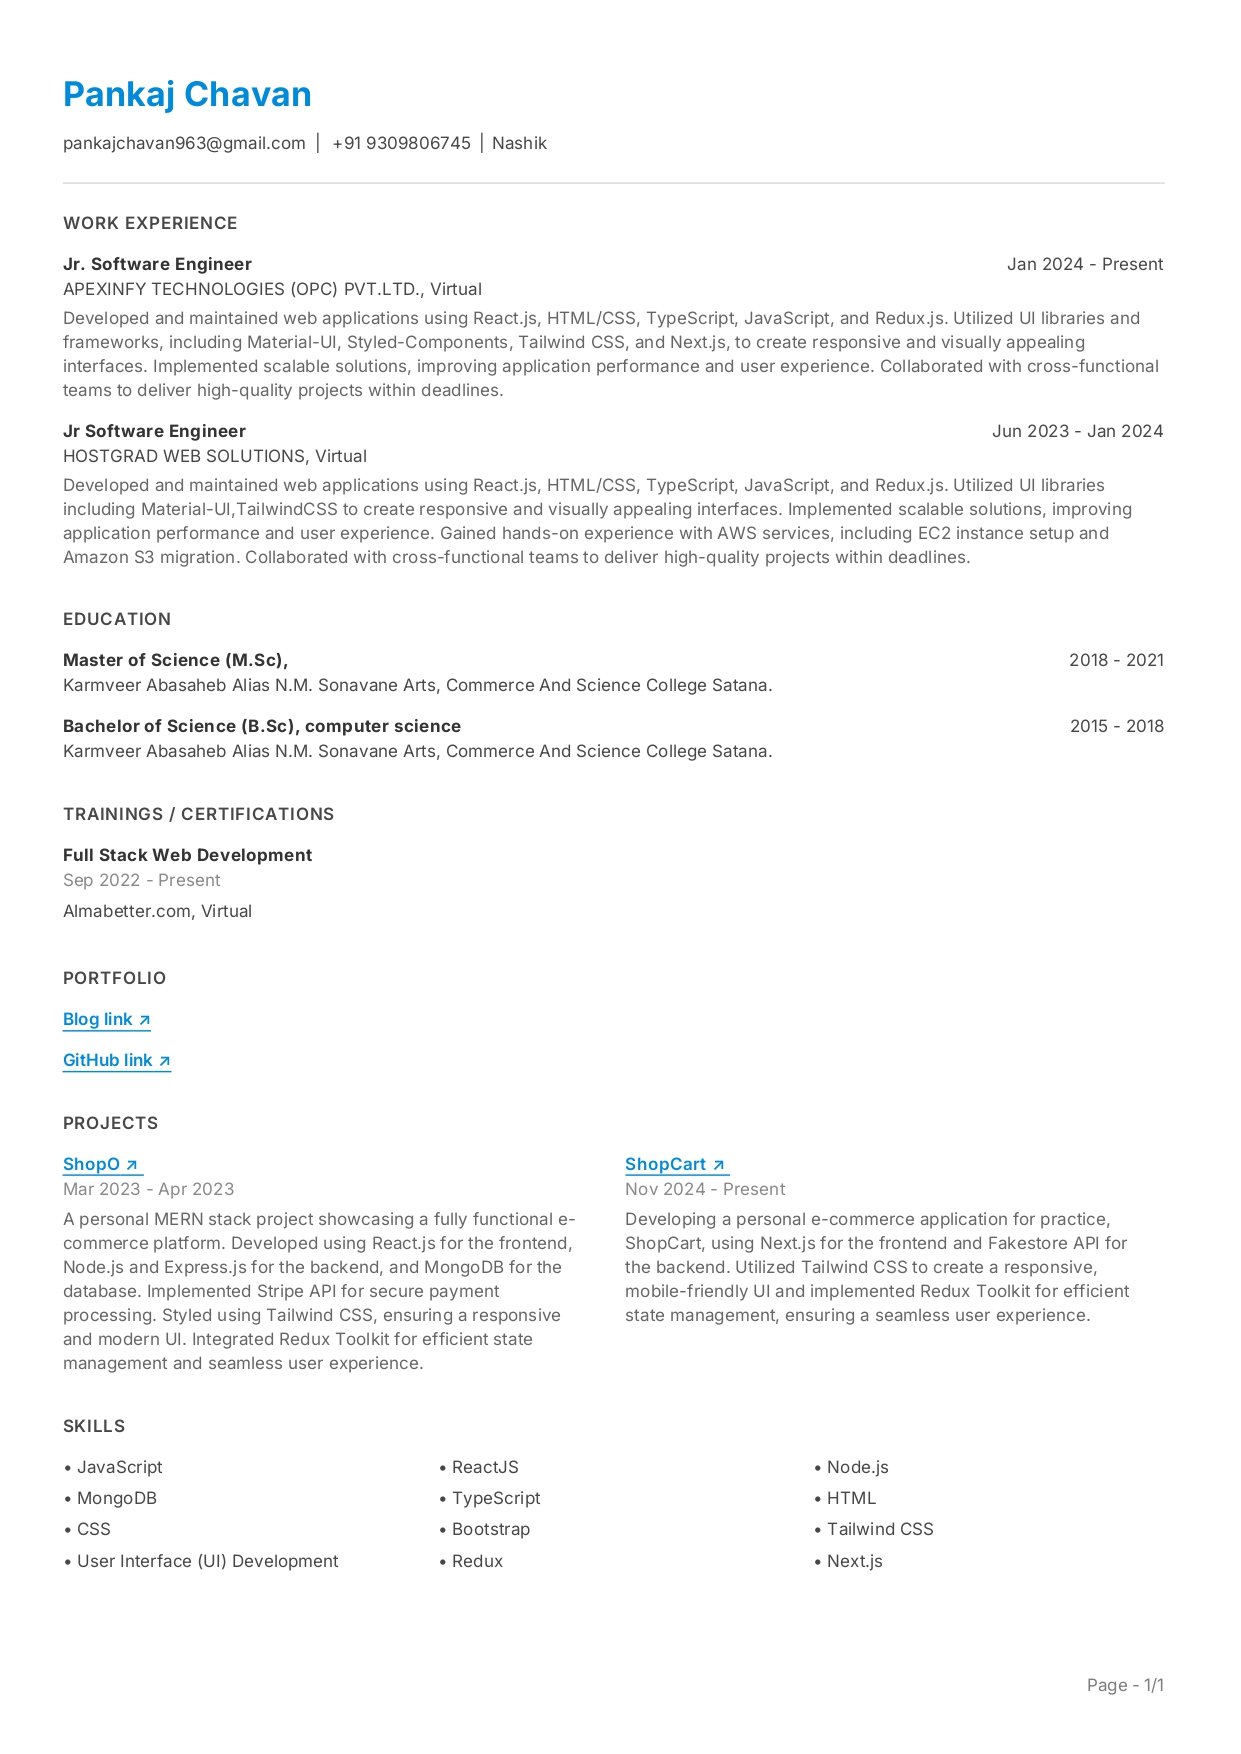 Pankaj Chavan
pankajchavan963@gmail.com | +91 9309806745 | Nashik
WORK EXPERIENCE
Jr. Software Engineer Jan 2024 - Present
APEXINFY TECHNOLOGIES (OPC) PVT.LTD., Virtual
Developed and maintained web applications using React.js, HTML/CSS, TypeScript, JavaScript, and Redux.js. Utilized UI libraries and
frameworks, including Material-UI, Styled-Components, Tailwind CSS, and Next.js, to create responsive and visually appealing
interfaces. Implemented scalable solutions, improving application performance and user experience. Collaborated with cross-functional
teams to deliver high-quality projects within deadlines.
Jr Software Engineer Jun 2023 - Jan 2024
HOSTGRAD WEB SOLUTIONS, Virtual
Developed and maintained web applications using React.js, HTML/CSS, TypeScript, JavaScript, and Redux.js. Utilized UI libraries
including Material-UI,TailwindCSS to create responsive and visually appealing interfaces. Implemented scalable solutions, improving
application performance and user experience. Gained hands-on experience with AWS services, including EC2 instance setup and
Amazon S3 migration. Collaborated with cross-functional teams to deliver high-quality projects within deadlines.
EDUCATION
Master of Science (M.Sc), 2018 - 2021
Karmveer Abasaheb Alias N.M. Sonavane Arts, Commerce And Science College Satana.
Bachelor of Science (B.Sc), computer science 2015 - 2018
Karmveer Abasaheb Alias N.M. Sonavane Arts, Commerce And Science College Satana.
TRAININGS / CERTIFICATIONS
Full Stack Web Development
Sep 2022 - Present
Almabetter.com, Virtual
PORTFOLIO
Blog link ↗
GitHub link ↗
PROJECTS
ShopO ↗
Mar 2023 - Apr 2023
A personal MERN stack project showcasing a fully functional e-
commerce platform. Developed using React.js for the frontend,
Node.js and Express.js for the backend, and MongoDB for the
database. Implemented Stripe API for secure payment
processing. Styled using Tailwind CSS, ensuring a responsive
and modern UI. Integrated Redux Toolkit for efficient state
management and seamless user experience.
ShopCart ↗
Nov 2024 - Present
Developing a personal e-commerce application for practice,
ShopCart, using Next.js for the frontend and Fakestore API for
the backend. Utilized Tailwind CSS to create a responsive,
mobile-friendly UI and implemented Redux Toolkit for efficient
state management, ensuring a seamless user experience.
SKILLS
• JavaScript • ReactJS • Node.js
• MongoDB • TypeScript • HTML
• CSS • Bootstrap • Tailwind CSS
• User Interface (UI) Development • Redux • Next.js
Page - 1/1